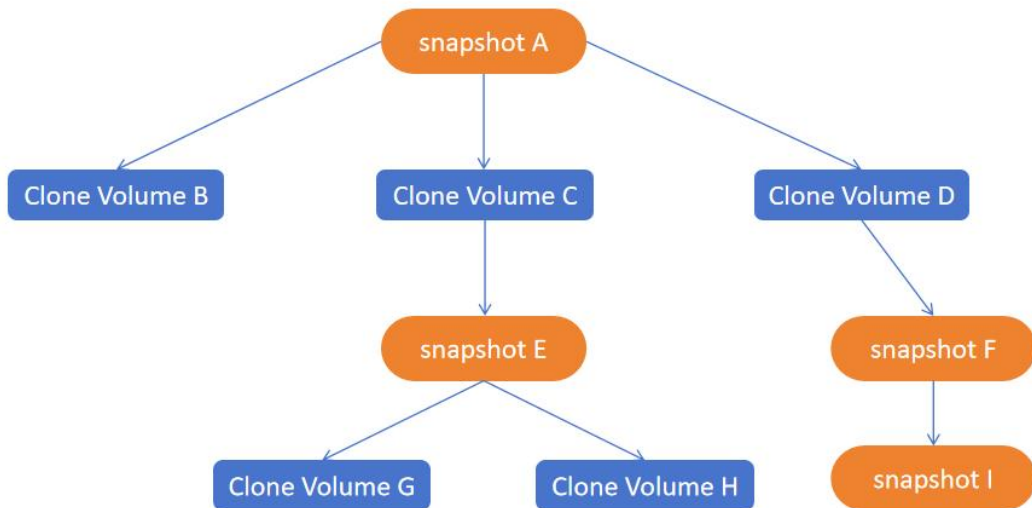 snapshot A
Clone Volume B
Clone Volume C
Clone Volume D
snapshot E
snapshot F
Clone Volume G
Clone Volume H
snapshot I